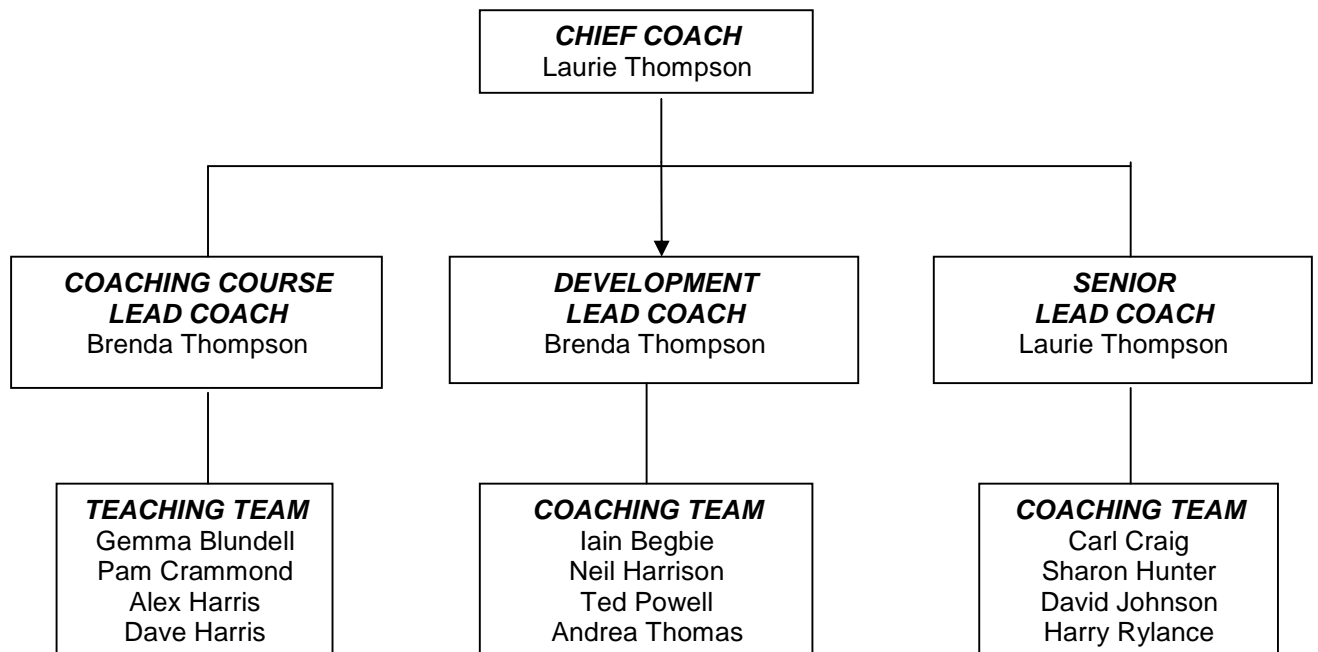 CHIEF COACH
Laurie Thompson
COACHING COURSE
LEAD COACH
Brenda Thompson
DEVELOPMENT
LEAD COACH
Brenda Thompson
SENIOR
LEAD COACH
Laurie Thompson
TEACHING TEAM
Gemma Blundell
Pam Crammond
Alex Harris
Dave Harris
COACHING TEAM
Iain Begbie
Neil Harrison
Ted Powell
Andrea Thomas
COACHING TEAM
Carl Craig
Sharon Hunter
David Johnson
Harry Rylance